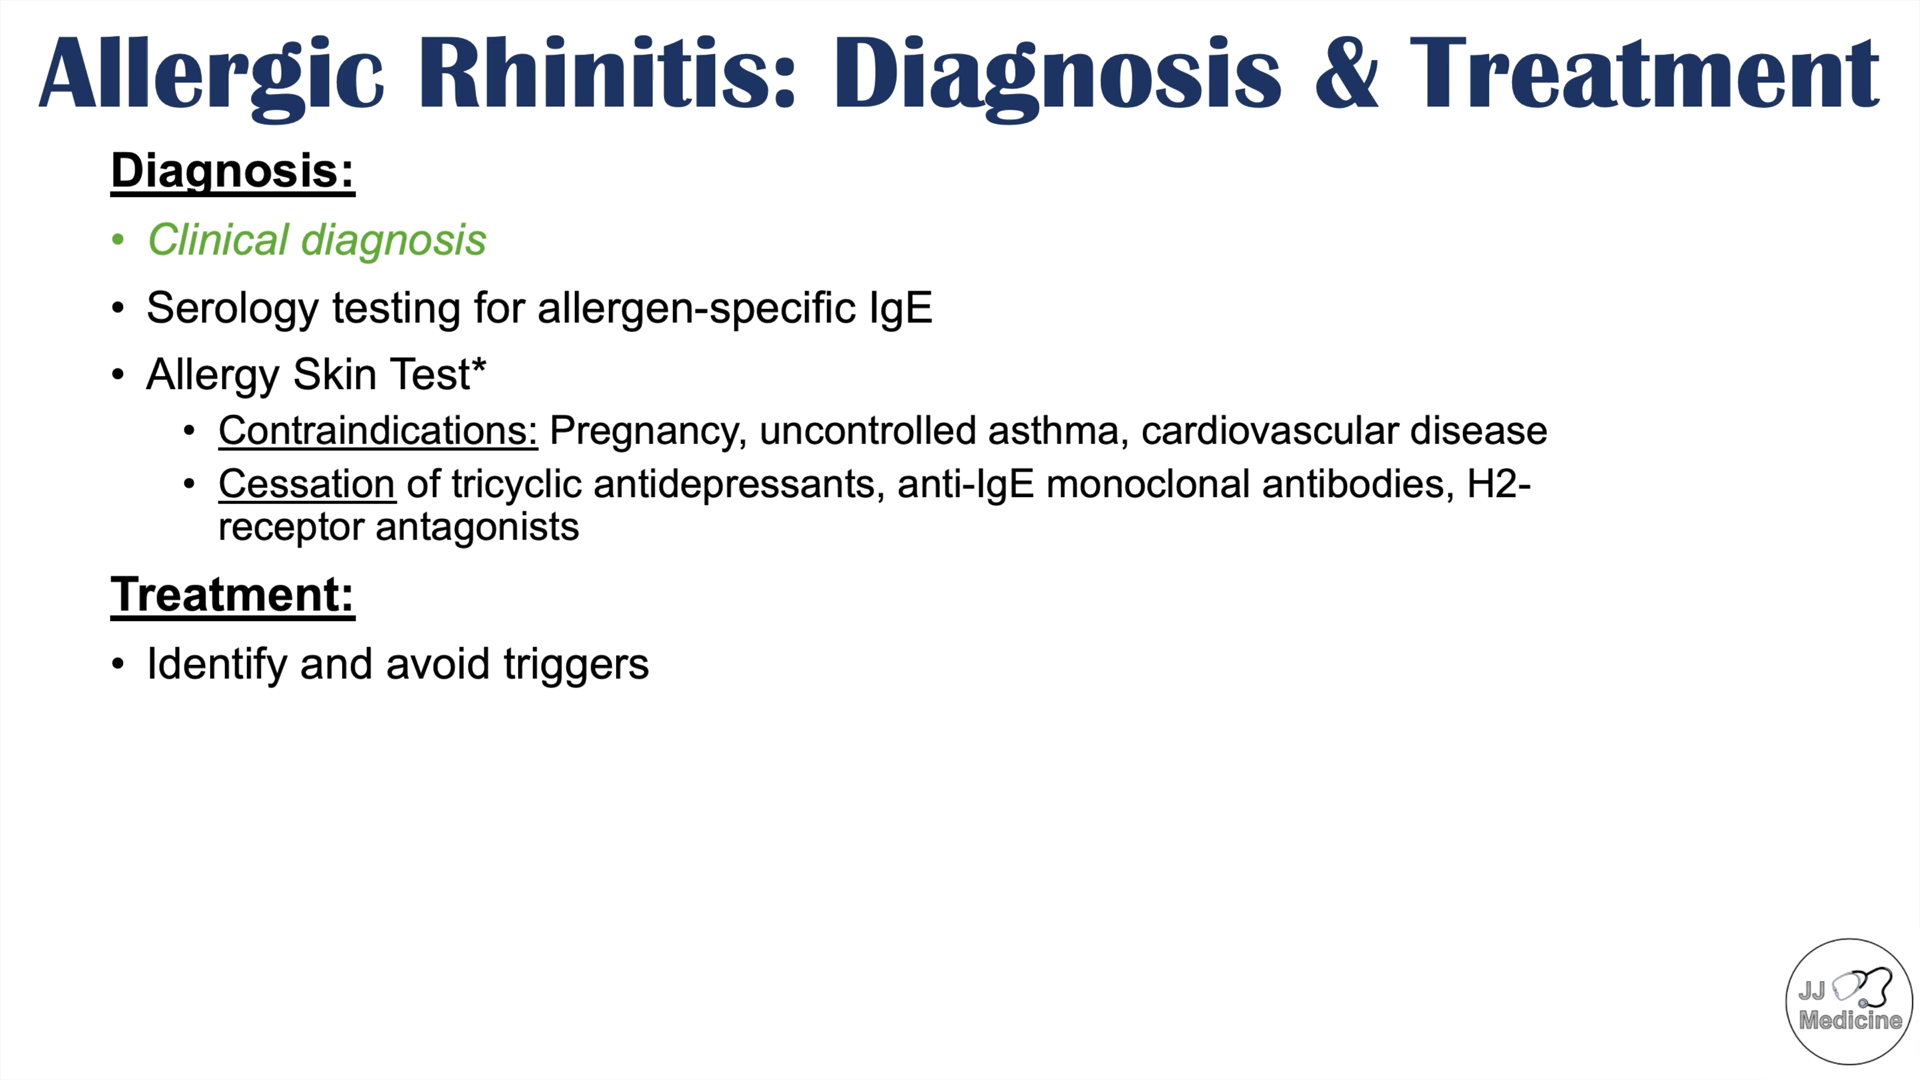 Allergic Rhinitis: Diagnosis & Treatment
Diagnosis:
• Clinical diagnosis
• Serology testing for allergen-specific IgE
• Allergy Skin Test*
• Contraindications: Pregnancy, uncontrolled asthma, cardiovascular disease
• Cessation of tricyclic antidepressants, anti-IgE monoclonal antibodies, H2-
receptor antagonists
Treatment:
• Identify and avoid triggers
JJ
Medicine